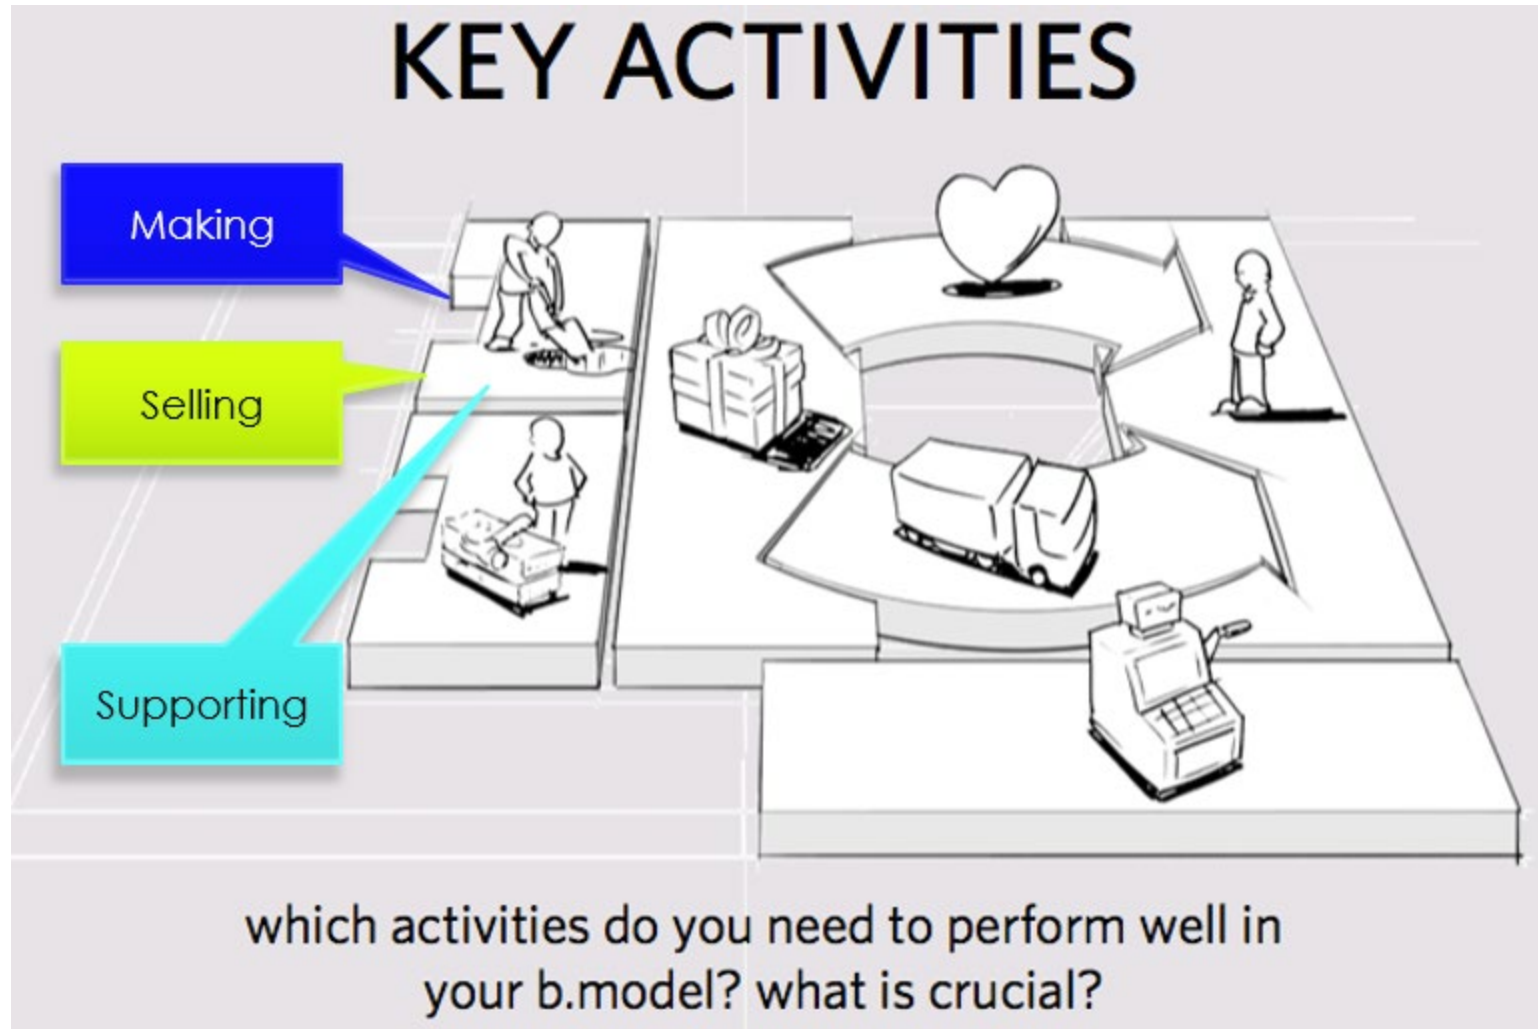 KEY ACTIVITIES
Making
Selling
Supporting
which activities do you need to perform well in
your b.model? what is crucial?